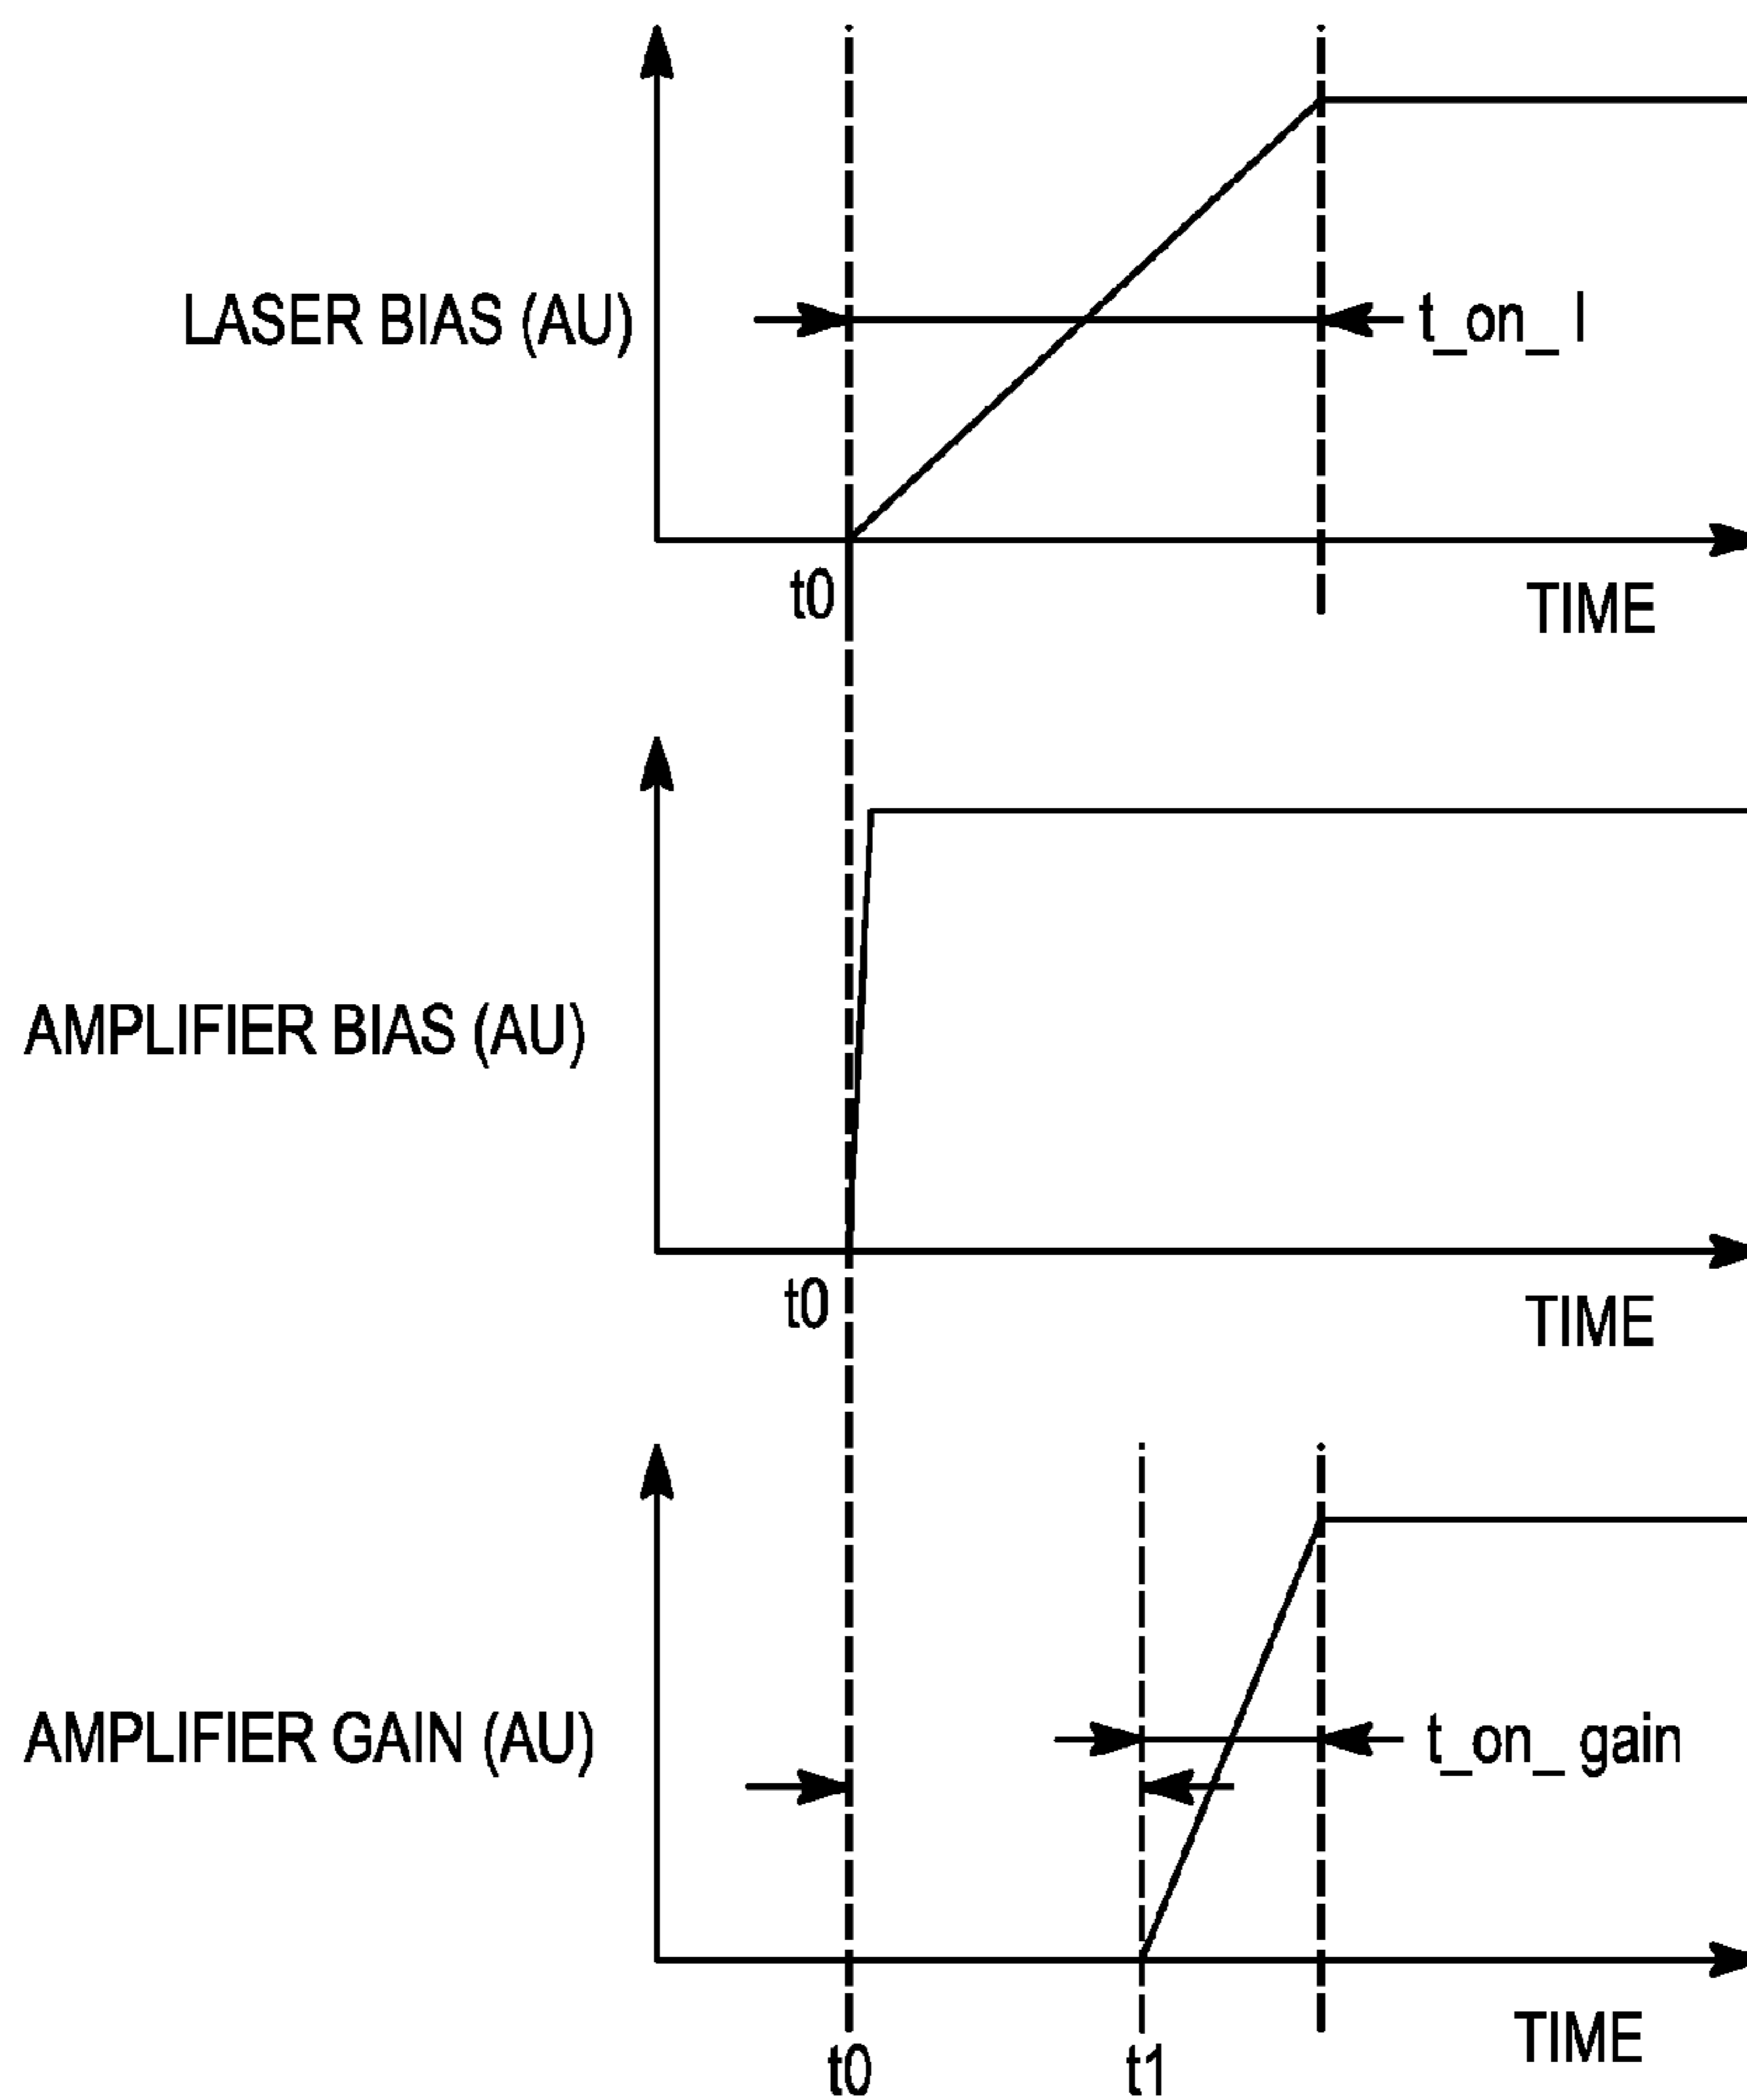 LASER BIAS (AU)
t_on_ l
t0
TIME
AMPLIFIER BIAS (AU)
t0
TIME
AMPLIFIER GAIN (AU)
t_on_ gain
TIME
t0
t1